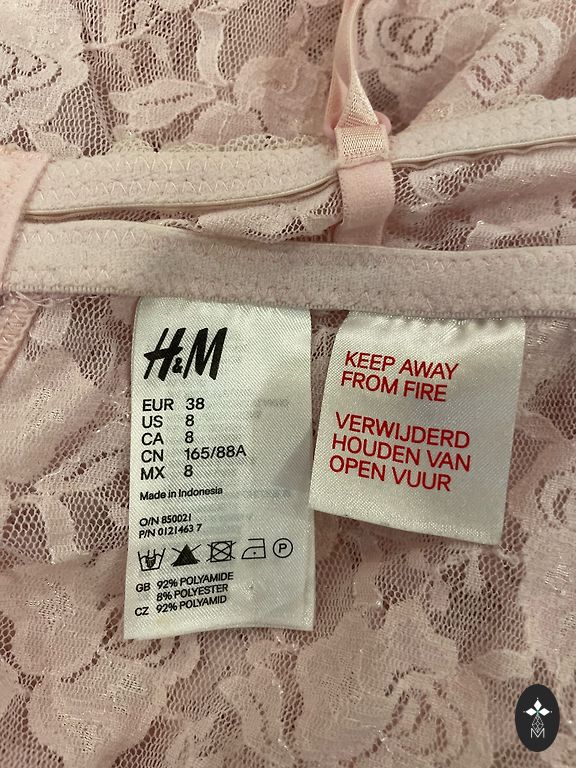 H&M
EUR 38
US 8
CA 8
CN 165/88A
MX 8
Made in Indonesia
O/N 850021
P/N 0121463 7
P
GB 92% POLYAMIDE
8% POLYESTER
CZ 92% POLYAMID
KEEP AWAY
FROM FIRE
VERWIJDERD
HOUDEN VAN
OPEN VUUR